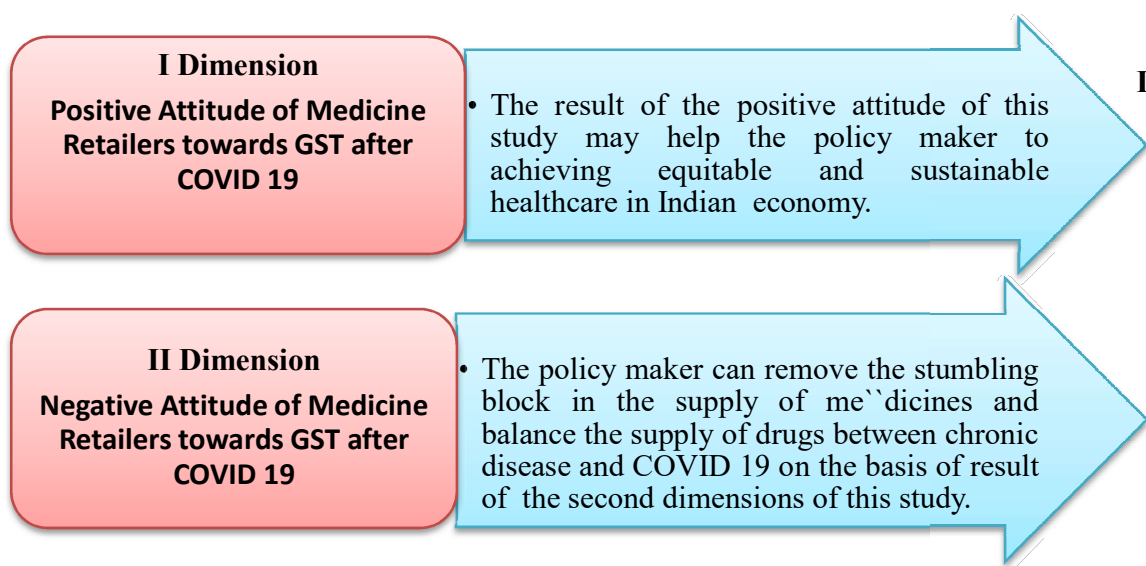 I Dimension
Positive Attitude of Medicine
Retailers towards GST after
COVID 19
• The result of the positive attitude of this
study may help the policy maker to
achieving equitable and sustainable
healthcare in Indian economy.
I
II Dimension
Negative Attitude of Medicine
Retailers towards GST after
COVID 19
• The policy maker can remove the stumbling
block in the supply of me``dicines and
balance the supply of drugs between chronic
disease and COVID 19 on the basis of result
of the second dimensions of this study.